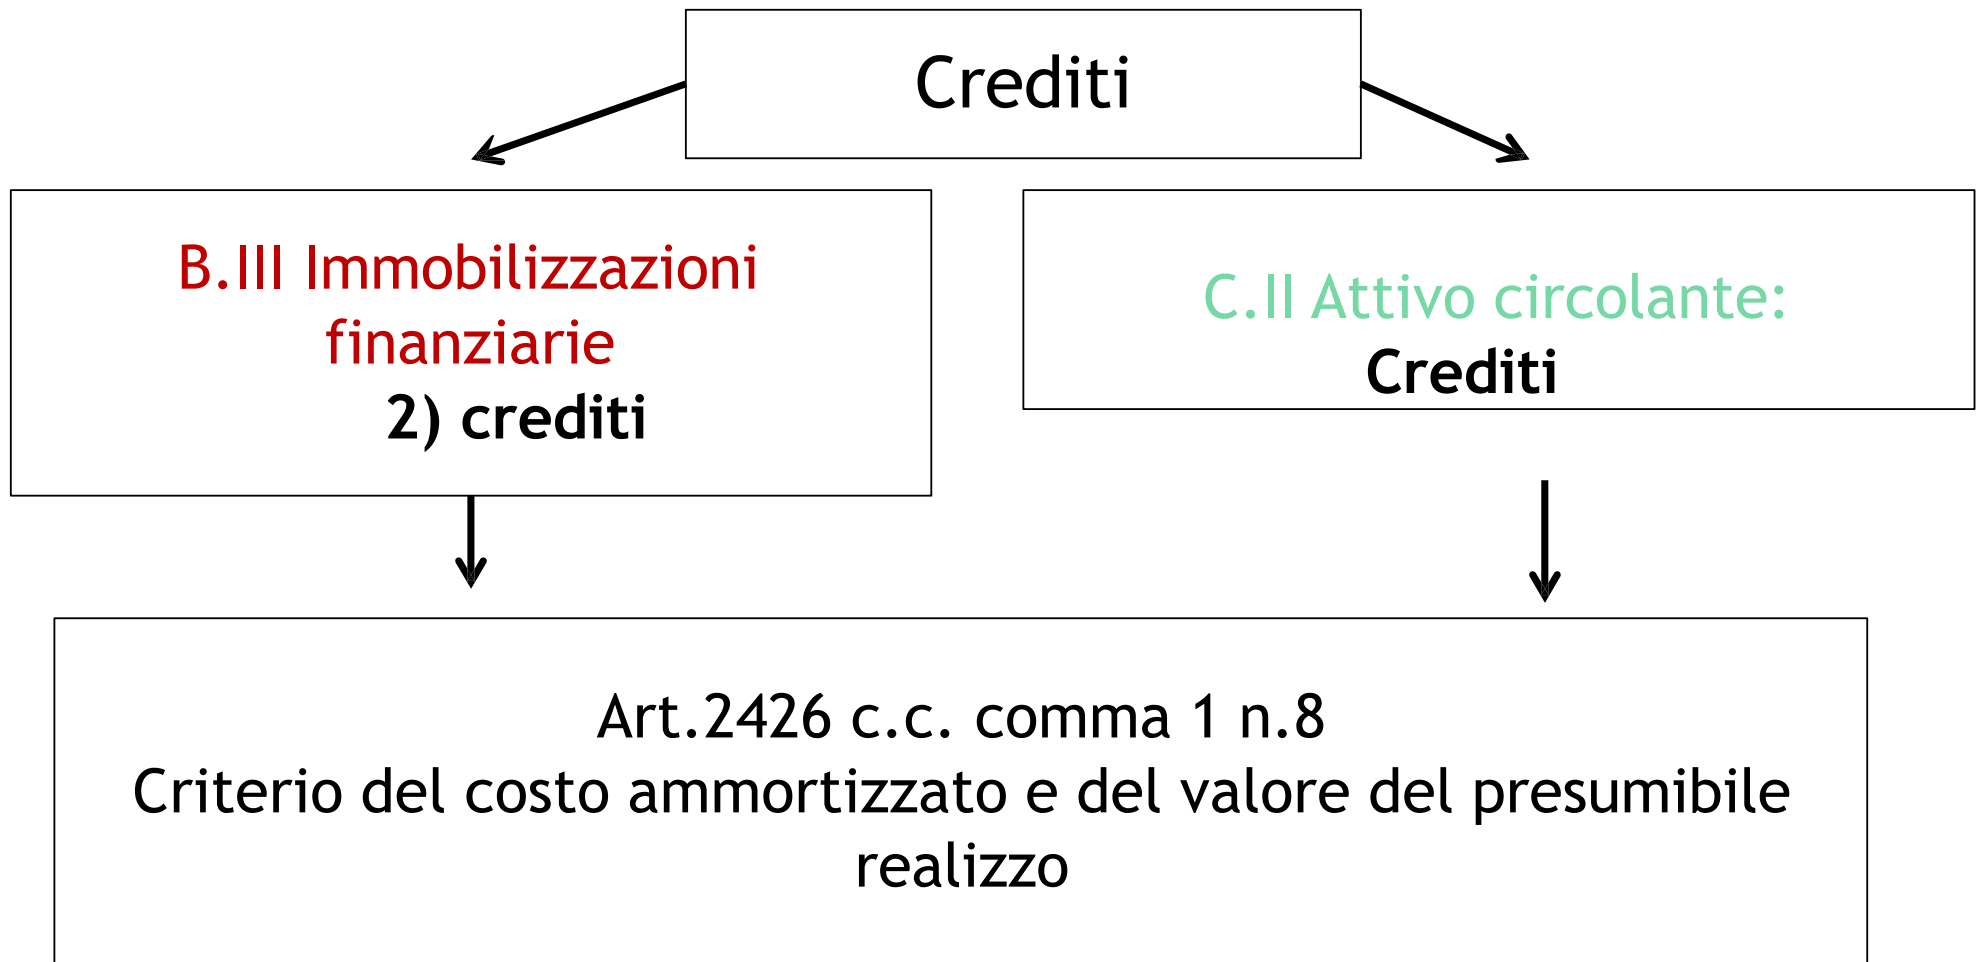 Crediti
B.III Immobilizzazioni
finanziarie
2) crediti
C.II Attivo circolante:
Crediti
Art.2426 c.c. comma 1 n.8
Criterio del costo ammortizzato e del valore del presumibile
realizzo